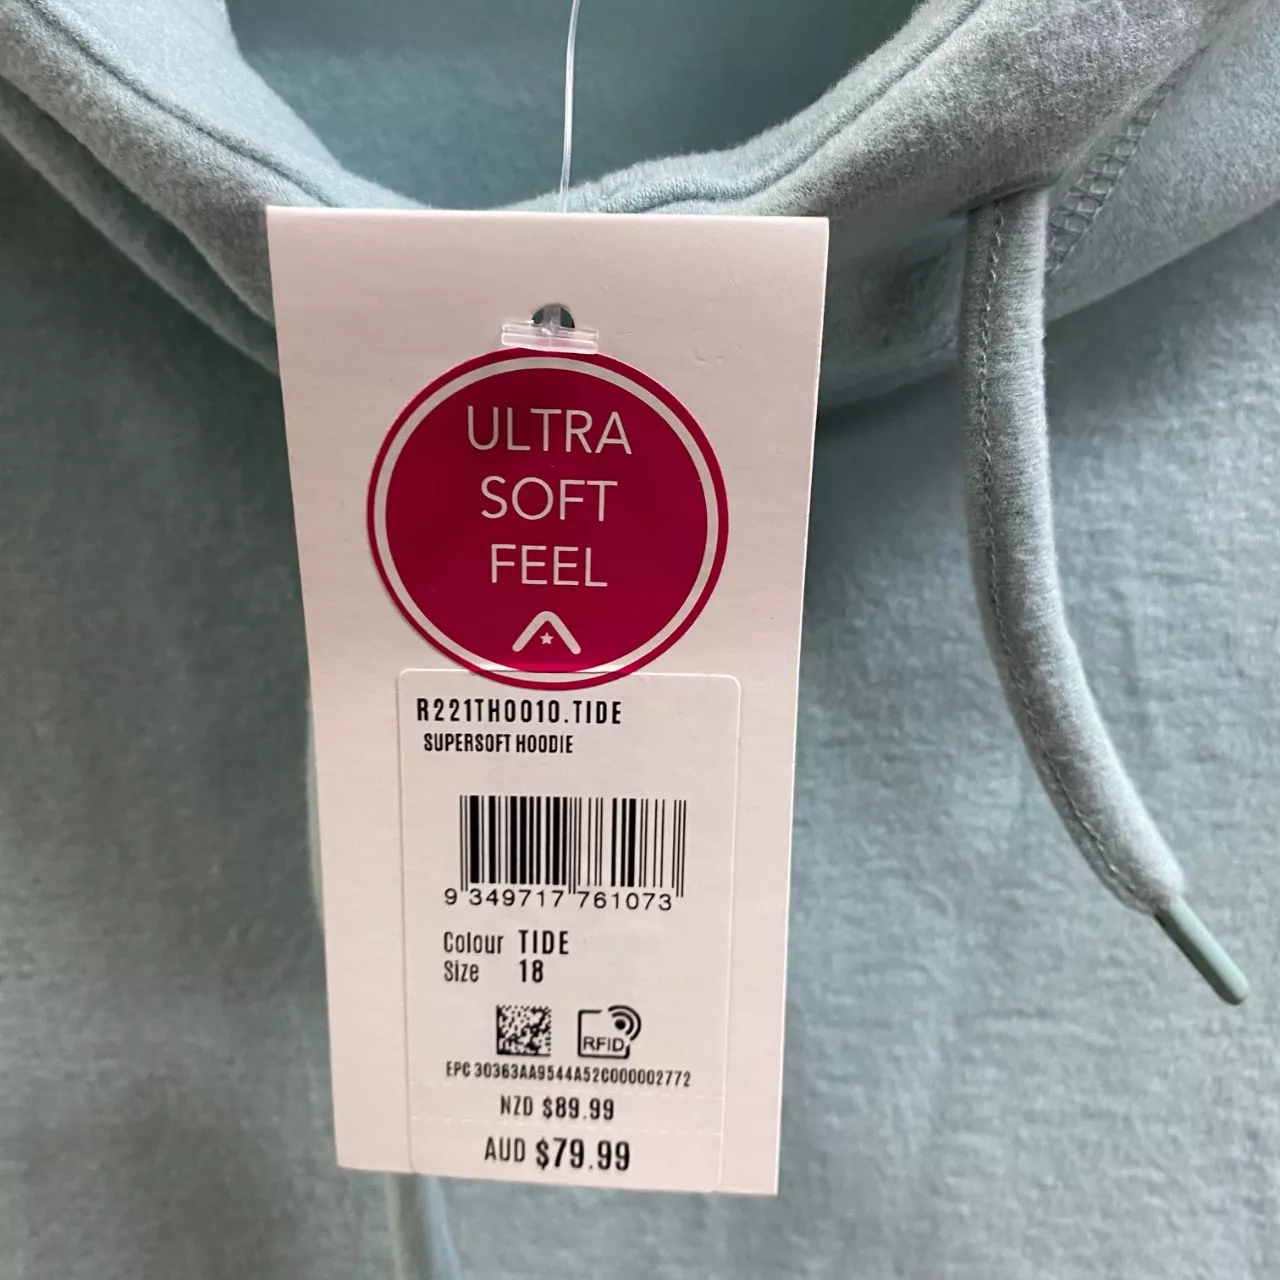 ULTRA
SOFT
FEEL
R221TH0010.TIDE
SUPERSOFT HOODIE
9 349717 761073
Colour TIDE
Size 18
RFID
EPC 30363AA9544A52C000002772
NZD $89.99
AUD $79.99